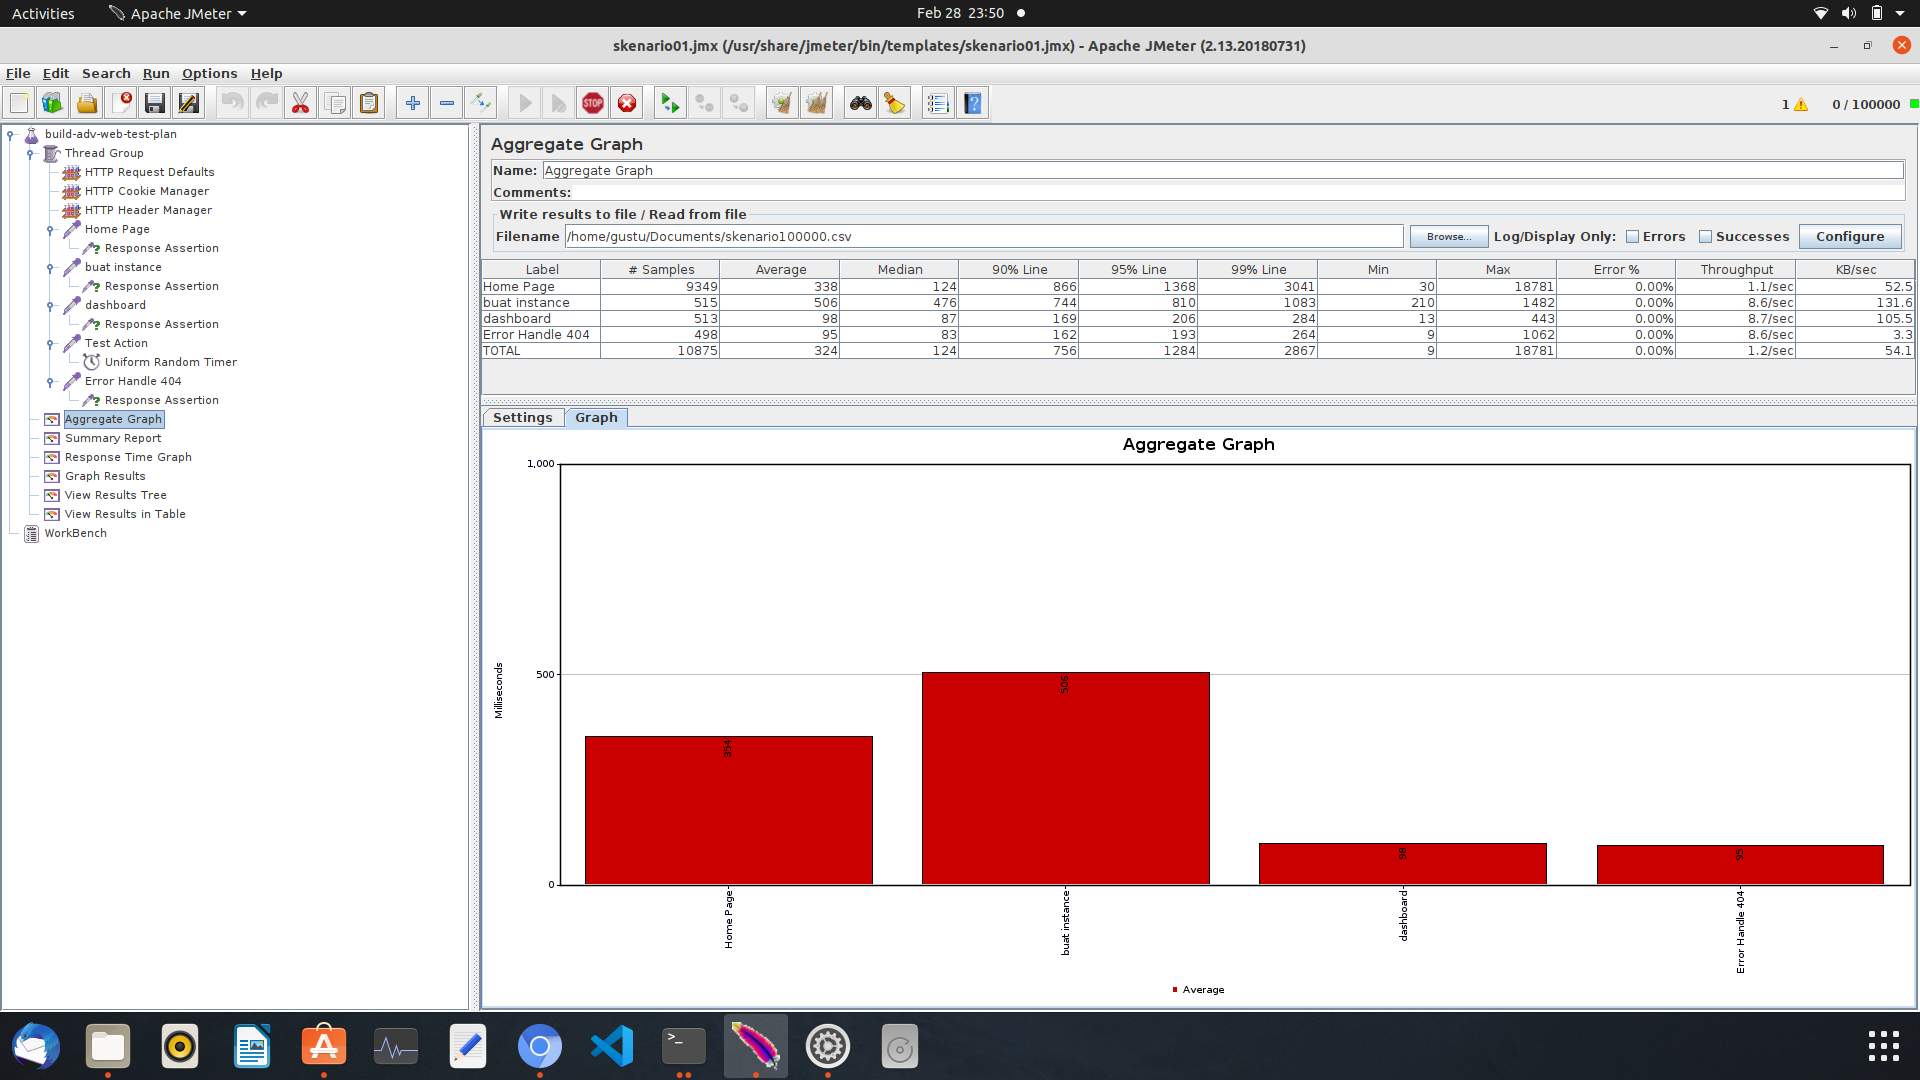 Activities Apache JMeter Feb 28 23:50
skenario01.jmx (/usr/share/jmeter/bin/templates/skenario01.jmx) - Apache JMeter (2.13.20180731)
File Edit Search Run Options Help
STOP 1 0 / 100000
build-adv-web-test-plan
Thread Group
HTTP Request Defaults
HTTP Cookie Manager
HTTP Header Manager
Home Page
Response Assertion
buat instance
Response Assertion
dashboard
Response Assertion
Test Action
Uniform Random Timer
Error Handle 404
Response Assertion
Aggregate Graph
Summary Report
Response Time Graph
Graph Results
View Results Tree
View Results in Table
WorkBench
Aggregate Graph
Name: Aggregate Graph
Comments:
Write results to file / Read from file
Filename /home/gustu/Documents/skenario100000.csv Browse... Log/Display Only: Errors Successes Configure
Label # Samples Average Median 90% Line 95% Line 99% Line Min Max Error % Throughput KB/sec
Home Page 9349 338 124 866 1368 3041 30 18781 0.00% 1.1/sec 52.5
buat instance 515 506 476 744 810 1083 210 1482 0.00% 8.6/sec 131.6
dashboard 513 98 87 169 206 284 13 443 0.00% 8.7/sec 105.5
Error Handle 404 498 95 83 162 193 264 9 1062 0.00% 8.6/sec 3.3
TOTAL 10875 324 124 756 1284 2867 9 18781 0.00% 1.2/sec 54.1
Settings Graph
Aggregate Graph
1,000
500
0
Milliseconds
354
506
98
95
Home Page
buat instance
dashboard
Error Handle 404
Average